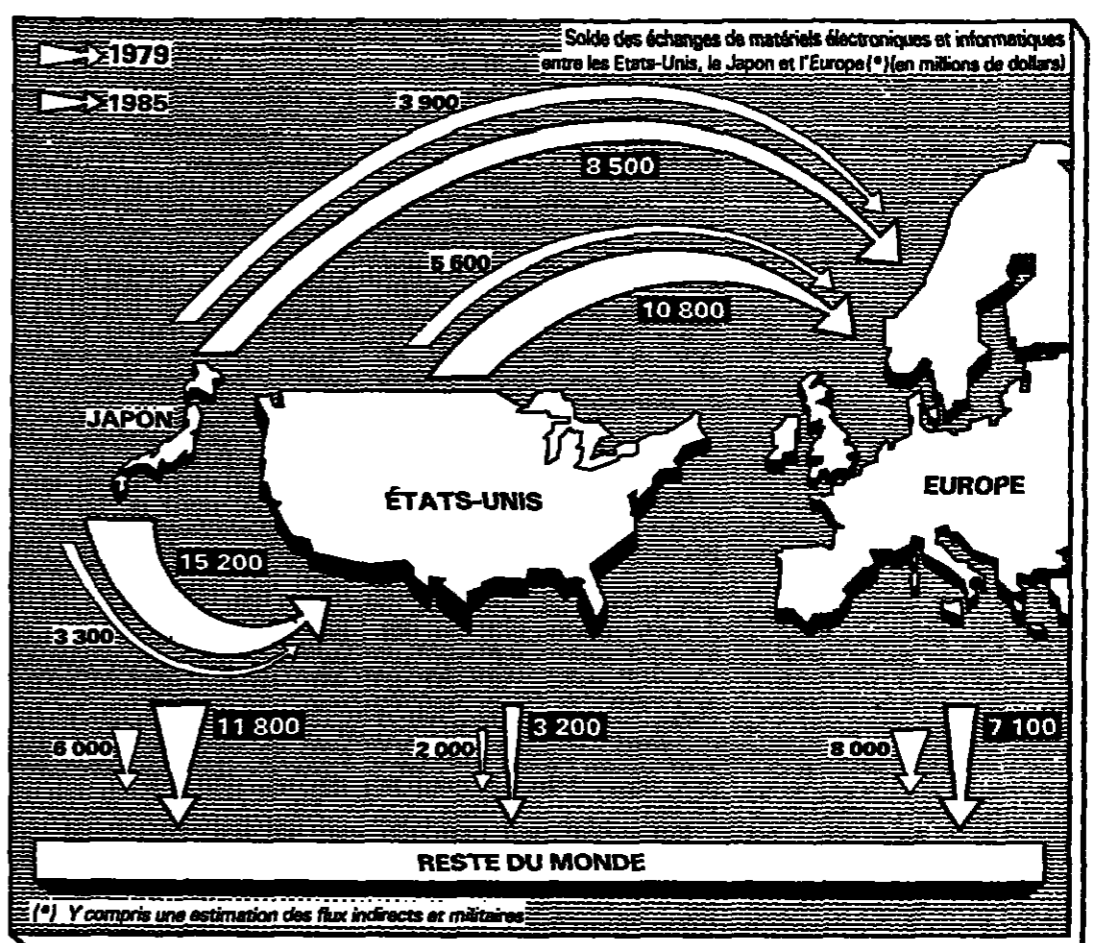 Solde des échanges de matériels électroniques et informatiques
entre les Etats-Unis, le Japon et l'Europe (*) (en millions de dollars)
1979
1985
3 900
8 500
5 600
10 800
JAPON
ÉTATS-UNIS
EUROPE
15 200
3 300
11 800
6 000
3 200
2 000
7 100
8 000
RESTE DU MONDE
(*) Y compris une estimation des flux indirects et militaires